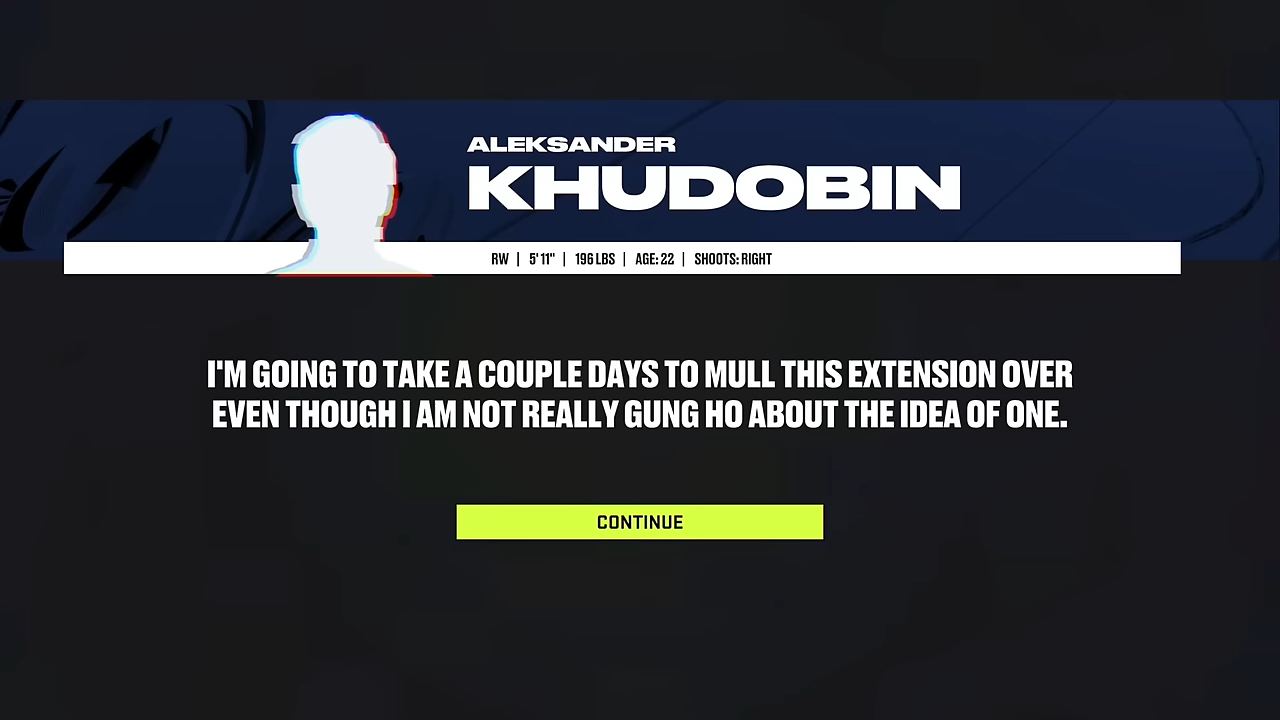 ALEKSANDER
KHUDOBIN
RW | 5'11" | 196 LBS | AGE: 22 | SHOOTS: RIGHT
I'M GOING TO TAKE A COUPLE DAYS TO MULL THIS EXTENSION OVER
EVEN THOUGH I AM NOT REALLY GUNG HO ABOUT THE IDEA OF ONE.
CONTINUE